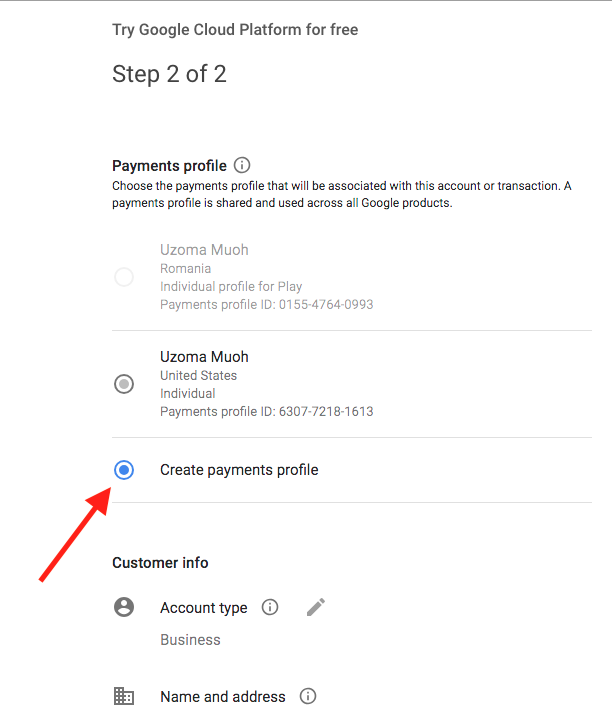 Try Google Cloud Platform for free
Step 2 of 2
Payments profile
Choose the payments profile that will be associated with this account or transaction. A
payments profile is shared and used across all Google products.
Uzoma Muoh
Romania
Individual profile for Play
Payments profile ID: 0155-4764-0993
Uzoma Muoh
United States
Individual
Payments profile ID: 6307-7218-1613
Create payments profile
Customer info
Account type
Business
Name and address